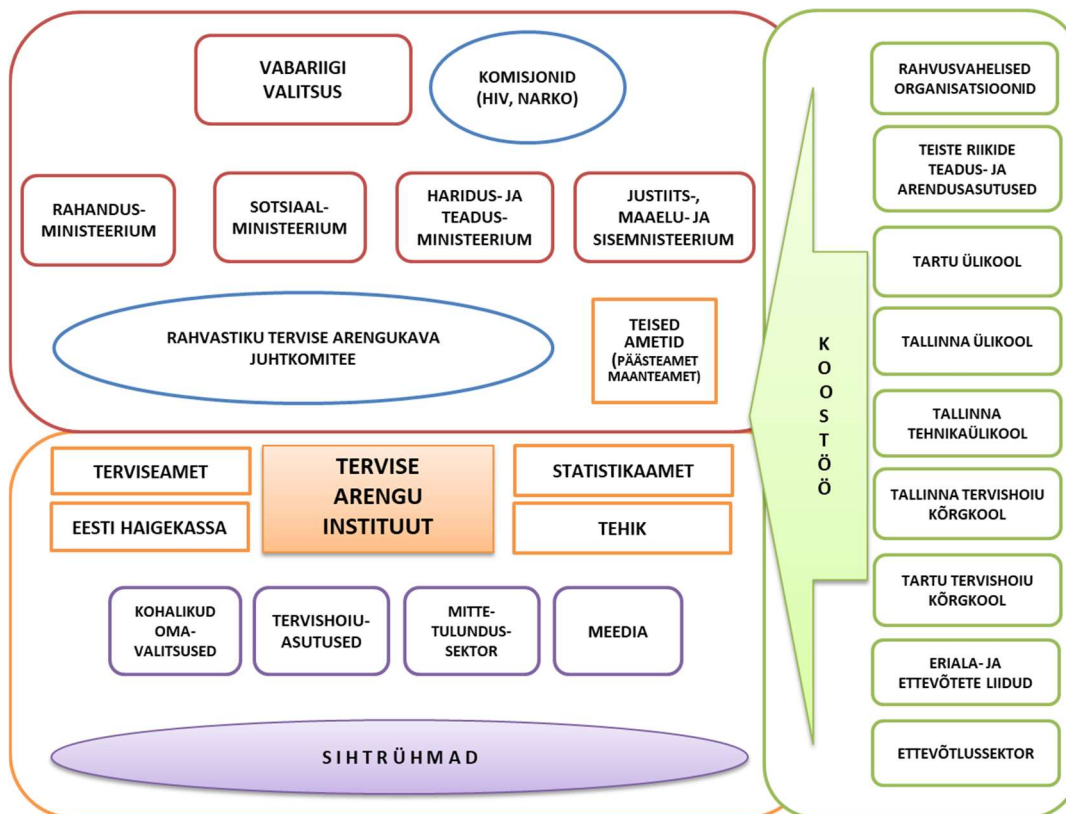 VABARIIGI
VALITSUS
KOMISJONID
(HIV, NARKO)
RAHANDUS-
MINISTEERIUM
SOTSIAAL-
MINISTEERIUM
HARIDUS- JA
TEADUS-
MINISTEERIUM
JUSTIITS-,
MAAELU- JA
SISEMNISTEERIUM
RAHVASTIKU TERVISE ARENGUKAVA
JUHTKOMITEE
TEISED
AMETID
(PÄÄSTEAMET
MAANTEAMET)
TERVISEAMET
EESTI HAIGEKASSA
TERVISE
ARENGU
INSTITUUT
STATISTIKAAMET
TEHIK
KOHALIKUD
OMA-
VALITSUSED
TERVISHOIU-
ASUTUSED
MITTE-
TULUNDUS-
SEKTOR
MEEDIA
SIHTRÜHMAD
KOOSTÖÖ
RAHVUSVAHELISED
ORGANISATSIOONID
TEISTE RIIKIDE
TEADUS- JA
ARENDUSASUTUSED
TARTU ÜLIKOOL
TALLINNA ÜLIKOOL
TALLINNA
TEHNIKAÜLIKOOL
TALLINNA TERVISHOIU
KÕRGKOOL
TARTU TERVISHOIU
KÕRGKOOL
ERIALA- JA
ETTEVÕTETE LIIDUD
ETTEVÕTLUSSEKTOR